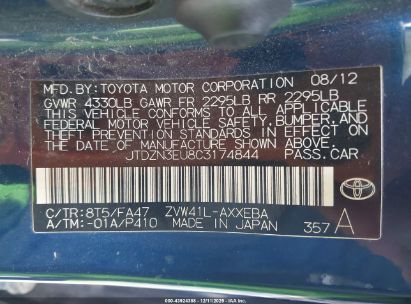 MFD. BY: TOYOTA MOTOR CORPORATION 08/12
GVWR 4330LB GAWR FR 2295LB RR 2295LB
THIS VEHICLE CONFORMS TO ALL APPLICABLE
FEDERAL MOTOR VEHICLE SAFETY, BUMPER, AND
THEFT PREVENTION STANDARDS IN EFFECT ON
THE DATE OF MANUFACTURE SHOWN ABOVE.
JTDZN3EU8C3174844 PASS.CAR
C/TR: 8T5/FA47 ZVW41L-AXXEBA
A/TM: -01A/P410 MADE IN JAPAN 357 A
TOYOTA